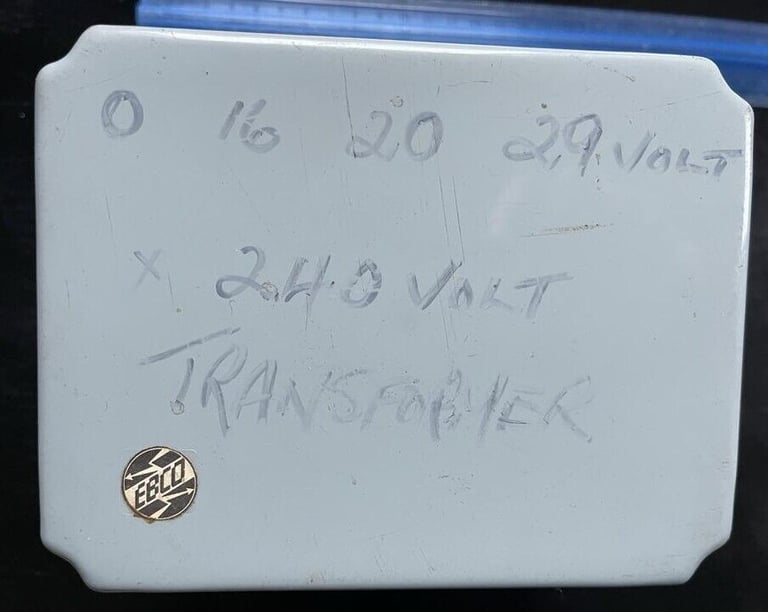 0 16 20 29 VOLT
x 240 VOLT
TRANSFORMER
EBCO